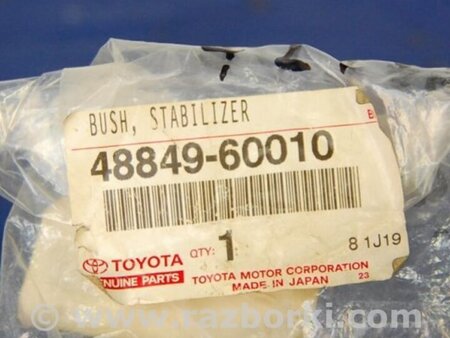 BUSH, STABILIZER
48849-60010
TOYOTA QTY: 1 8 1J19
GENUINE PARTS
TOYOTA MOTOR CORPORATION
MADE IN JAPAN 23
© www.razborki.com